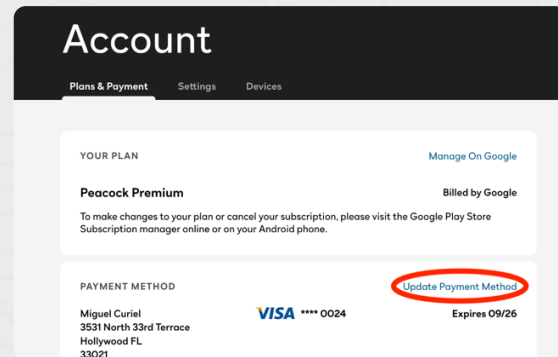 Account
Plans & Payment Settings Devices
YOUR PLAN Manage On Google
Peacock Premium Billed by Google
To make changes to your plan or cancel your subscription, please visit the Google Play Store
Subscription manager online or on your Android phone.
PAYMENT METHOD Update Payment Method
Miguel Curiel VISA **** 0024 Expires 09/26
3531 North 33rd Terrace
Hollywood FL
33021